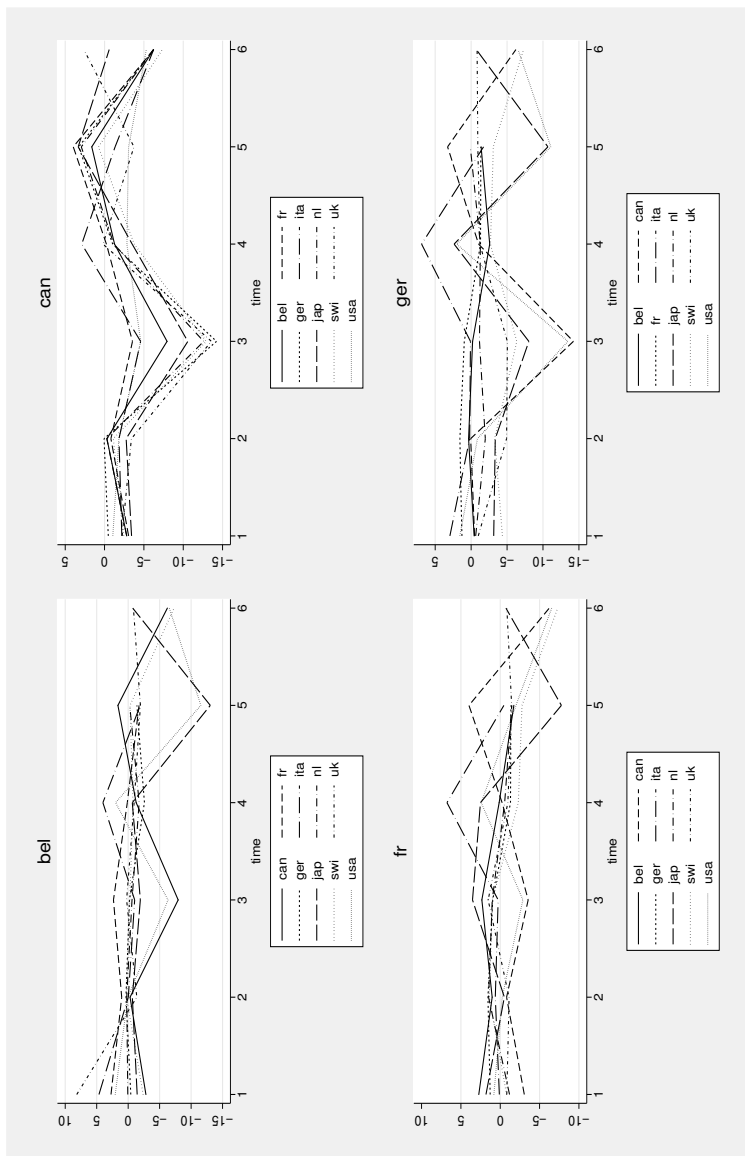 bel
10
5
0
−5
−10
−15
1 2 3 4 5 6
time
can fr
ger ita
jap nl
swi uk
usa
can
5
0
−5
−10
−15
1 2 3 4 5 6
time
bel fr
ger ita
jap nl
swi uk
usa
fr
10
5
0
−5
−10
−15
1 2 3 4 5 6
time
bel can
ger ita
jap nl
swi uk
usa
ger
5
0
−5
−10
−15
1 2 3 4 5 6
time
bel can
fr ita
jap nl
swi uk
usa